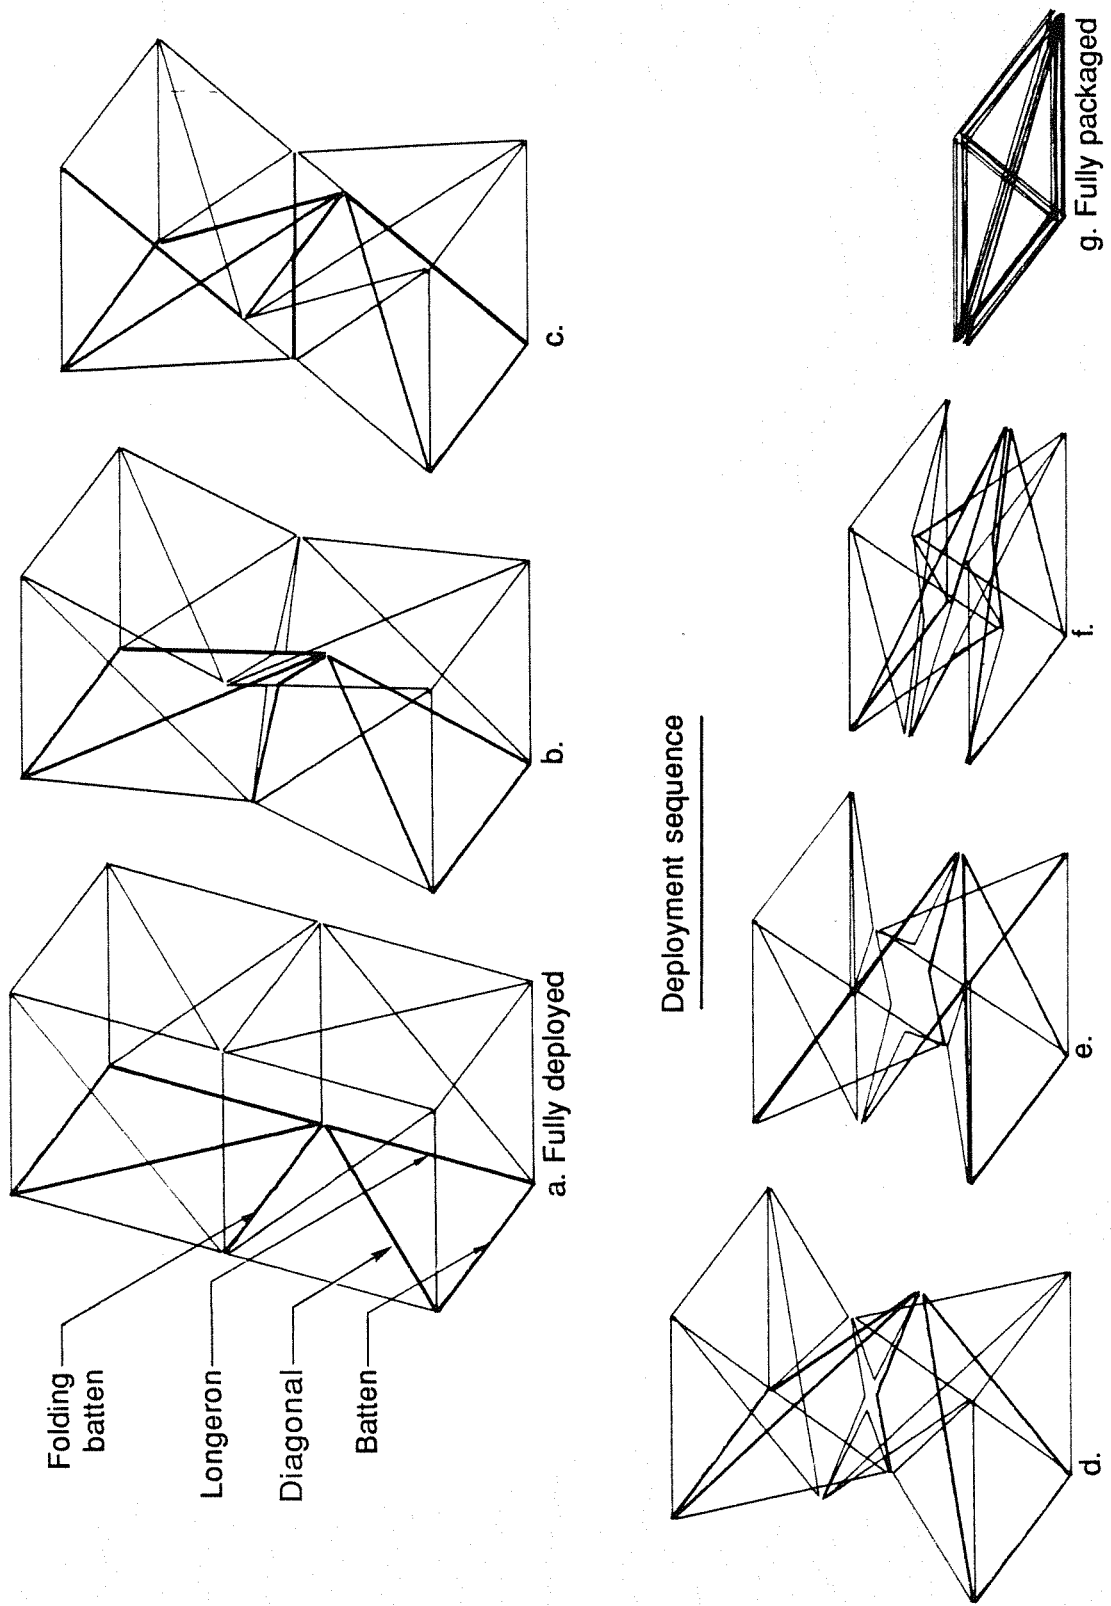 Folding
batten
Longeron
Diagonal
Batten
a. Fully deployed
b.
c.
Deployment sequence
d.
e.
f.
g. Fully packaged